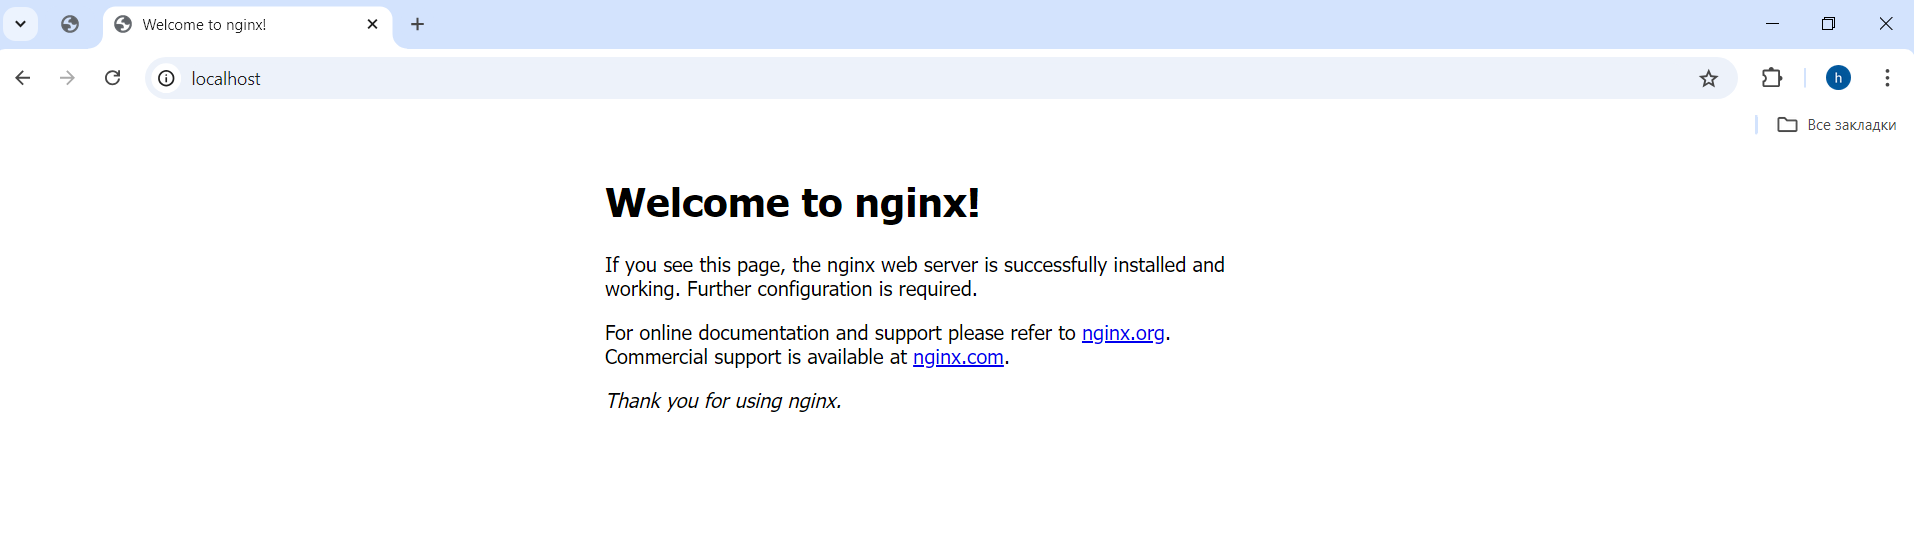 Welcome to nginx!
localhost
h
Все закладки
Welcome to nginx!
If you see this page, the nginx web server is successfully installed and
working. Further configuration is required.
For online documentation and support please refer to nginx.org.
Commercial support is available at nginx.com.
Thank you for using nginx.